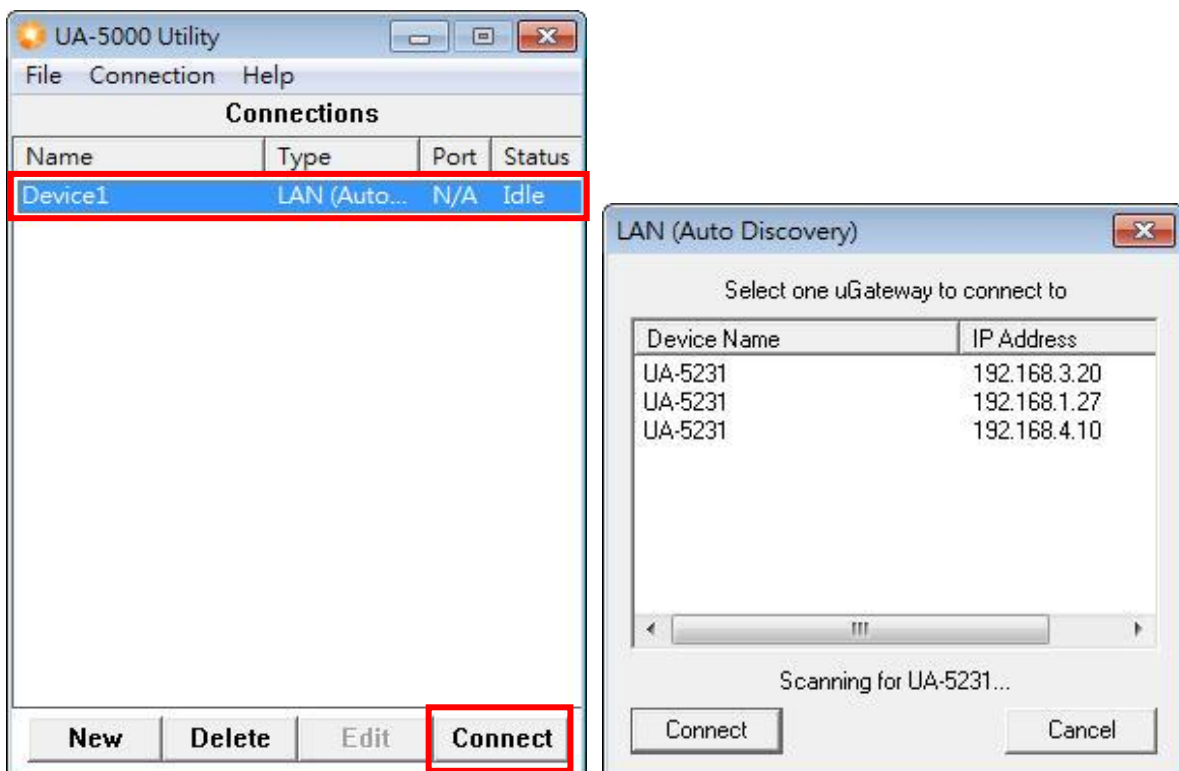 UA-5000 Utility
File Connection Help
Connections
Name Type Port Status
Device1 LAN (Auto... N/A Idle
New Delete Edit Connect
LAN (Auto Discovery)
Select one uGateway to connect to
Device Name IP Address
UA-5231 192.168.3.20
UA-5231 192.168.1.27
UA-5231 192.168.4.10
Scanning for UA-5231...
Connect Cancel